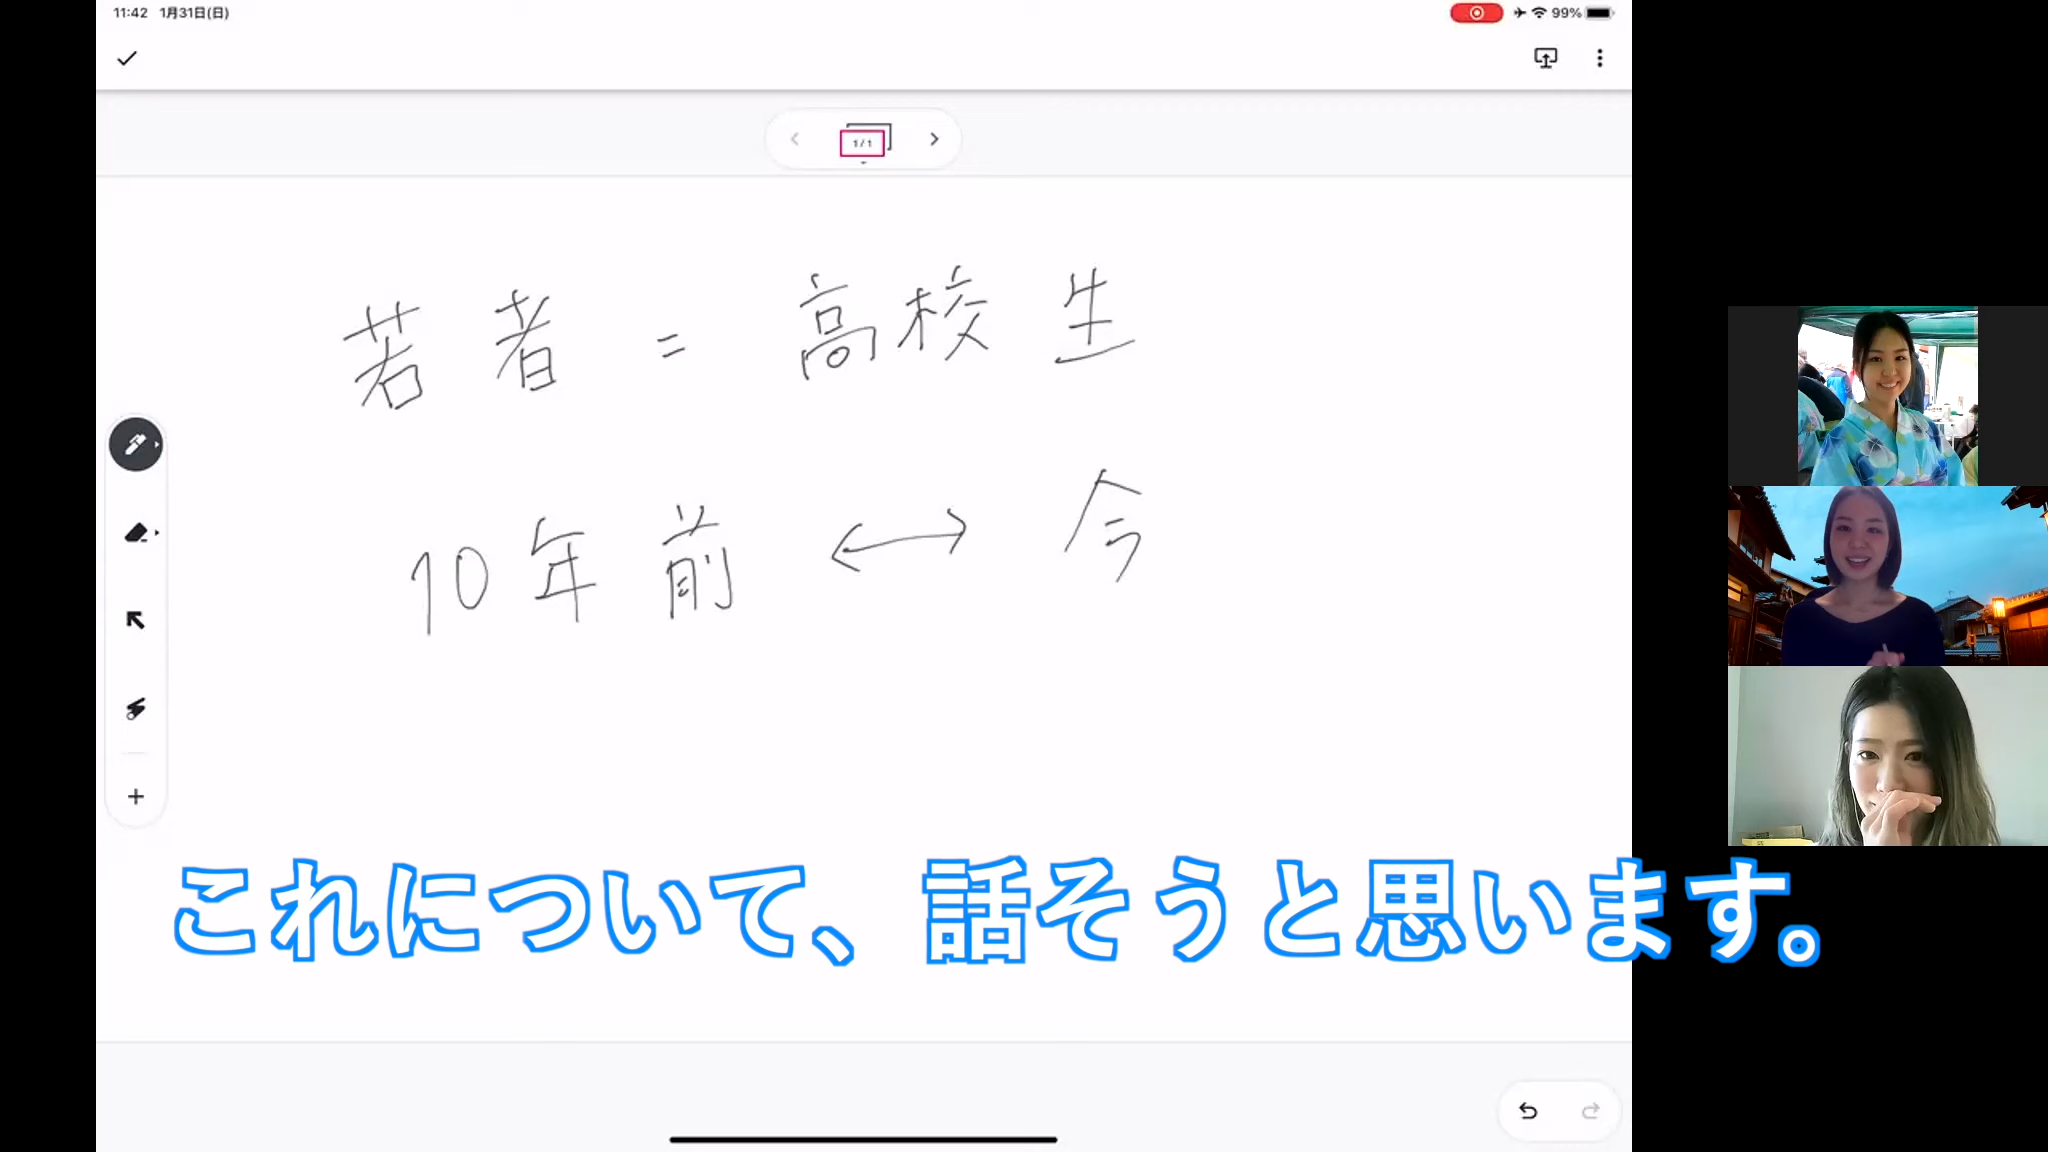 11:42 1月31日(日)
99%
1/1
若者 = 高校生
10年前 ↔ 今
これについて、話そうと思います。